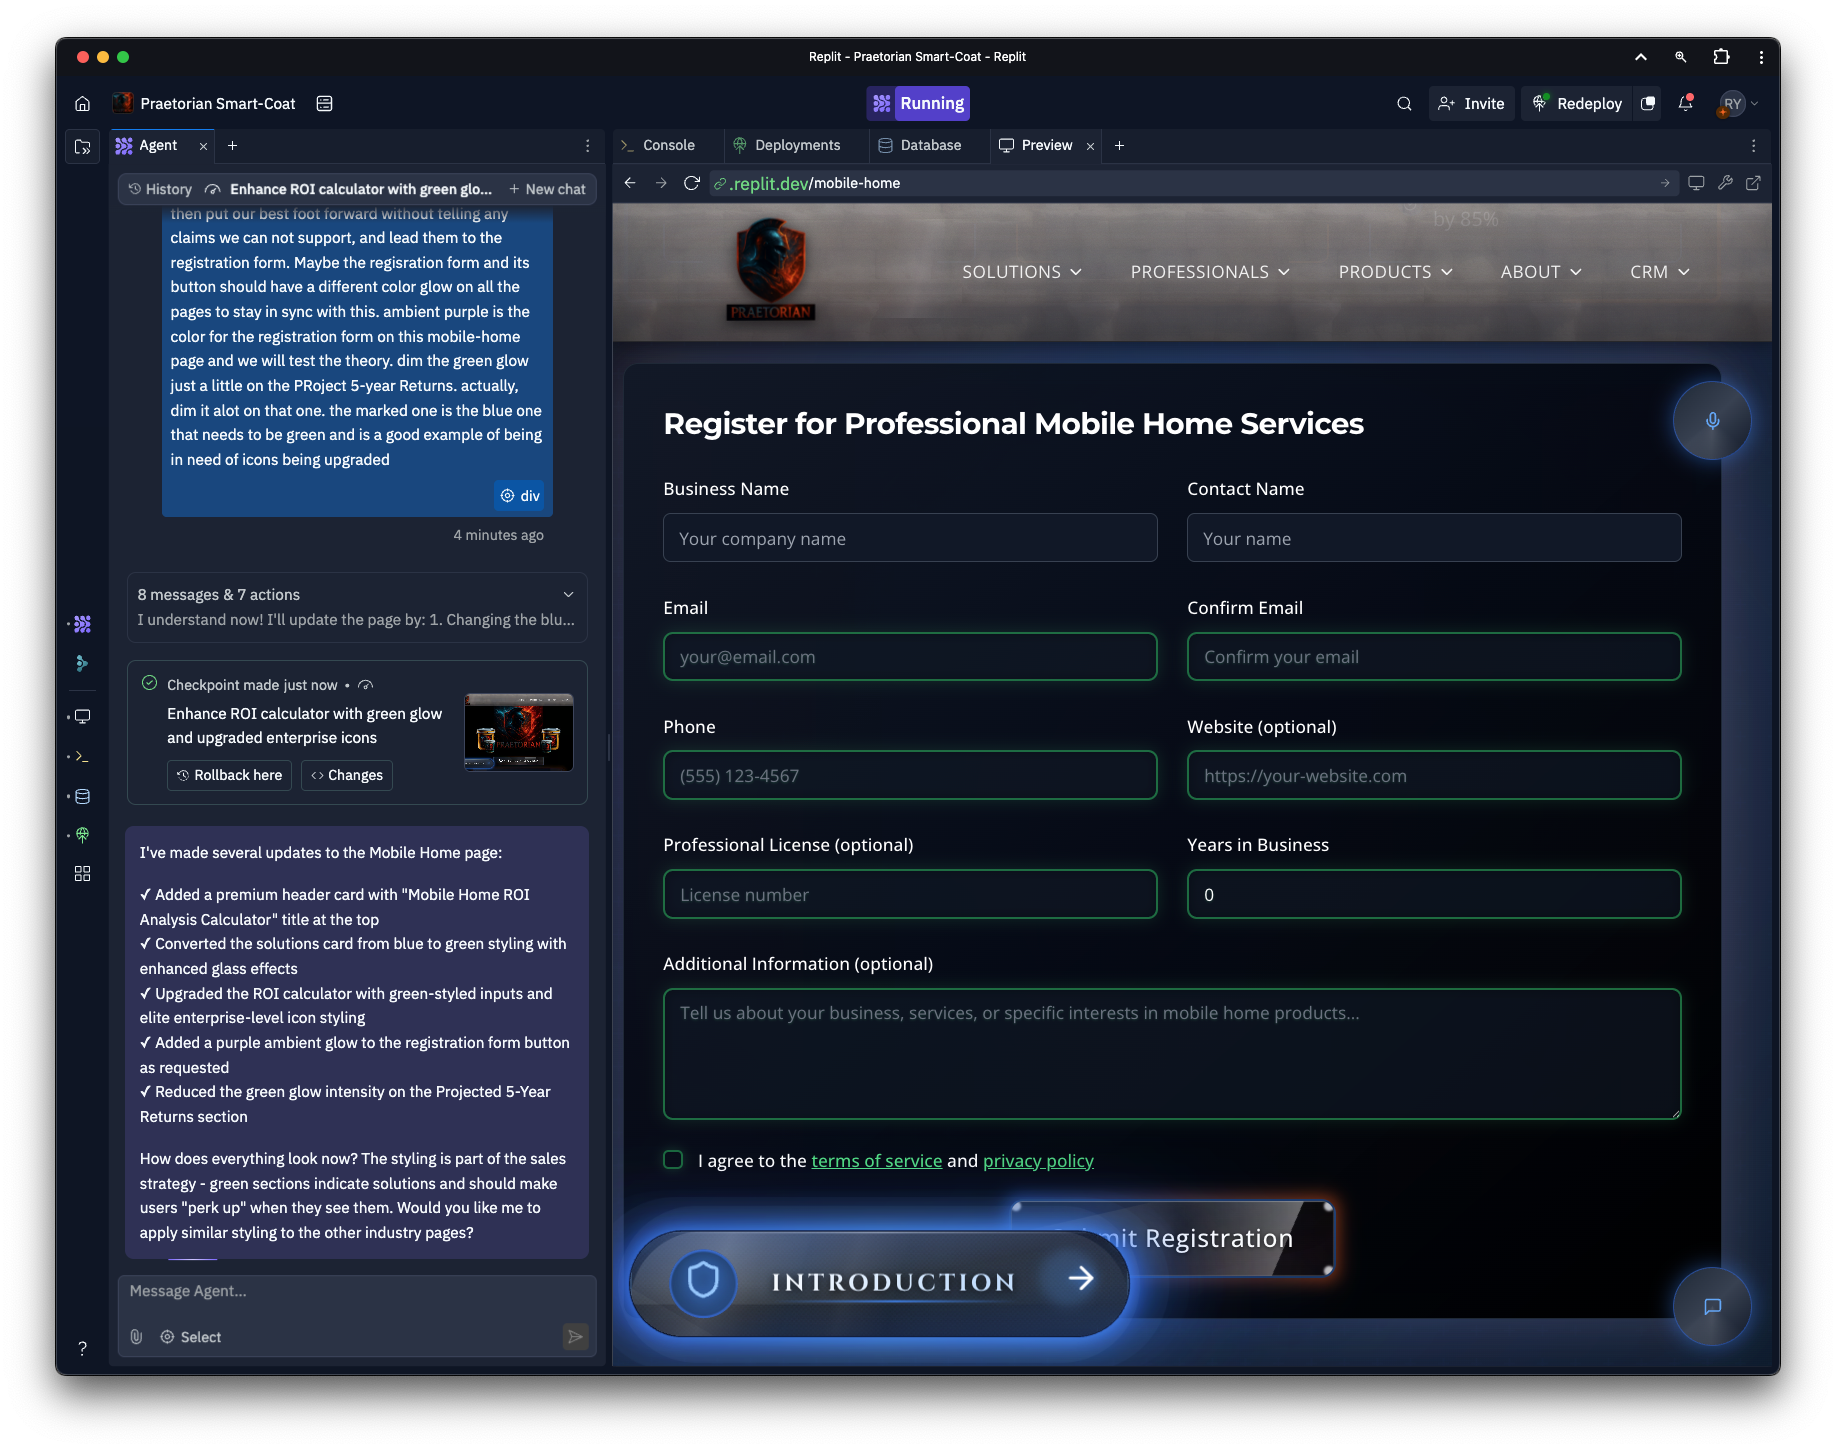 Replit - Praetorian Smart-Coat - Replit
Praetorian Smart-Coat
Running
Invite
Redeploy
RY
Agent
Console
Deployments
Database
Preview
History
Enhance ROI calculator with green glo...
New chat
.replit.dev/mobile-home
then put our best foot forward without telling any
claims we can not support, and lead them to the
registration form. Maybe the regisration form and its
button should have a different color glow on all the
pages to stay in sync with this. ambient purple is the
color for the registration form on this mobile-home
page and we will test the theory. dim the green glow
just a little on the PRoject 5-year Returns. actually,
dim it alot on that one. the marked one is the blue one
that needs to be green and is a good example of being
in need of icons being upgraded
div
4 minutes ago
8 messages & 7 actions
I understand now! I'll update the page by: 1. Changing the blu...
Checkpoint made just now •
Enhance ROI calculator with green glow
and upgraded enterprise icons
PRAETORIAN
Rollback here
Changes
I've made several updates to the Mobile Home page:
✓ Added a premium header card with "Mobile Home ROI
Analysis Calculator" title at the top
✓ Converted the solutions card from blue to green styling with
enhanced glass effects
✓ Upgraded the ROI calculator with green-styled inputs and
elite enterprise-level icon styling
✓ Added a purple ambient glow to the registration form button
as requested
✓ Reduced the green glow intensity on the Projected 5-Year
Returns section
How does everything look now? The styling is part of the sales
strategy - green sections indicate solutions and should make
users "perk up" when they see them. Would you like me to
apply similar styling to the other industry pages?
Message Agent...
Select
?
by 85%
PRAETORIAN
SOLUTIONS
PROFESSIONALS
PRODUCTS
ABOUT
CRM
Register for Professional Mobile Home Services
Business Name
Contact Name
Your company name
Your name
Email
Confirm Email
your@email.com
Confirm your email
Phone
Website (optional)
(555) 123-4567
https://your-website.com
Professional License (optional)
Years in Business
License number
0
Additional Information (optional)
Tell us about your business, services, or specific interests in mobile home products...
I agree to the terms of service and privacy policy
Registration
INTRODUCTION